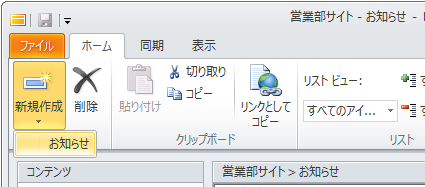 営業部サイト - お知らせ -
ファイル ホーム 同期 表示
新規作成
削除
貼り付け
切り取り
コピー
リンクとして
コピー
クリップボード
リスト ビュー:
すべてのアイ...
リスト
お知らせ
コンテンツ
営業部サイト > お知らせ